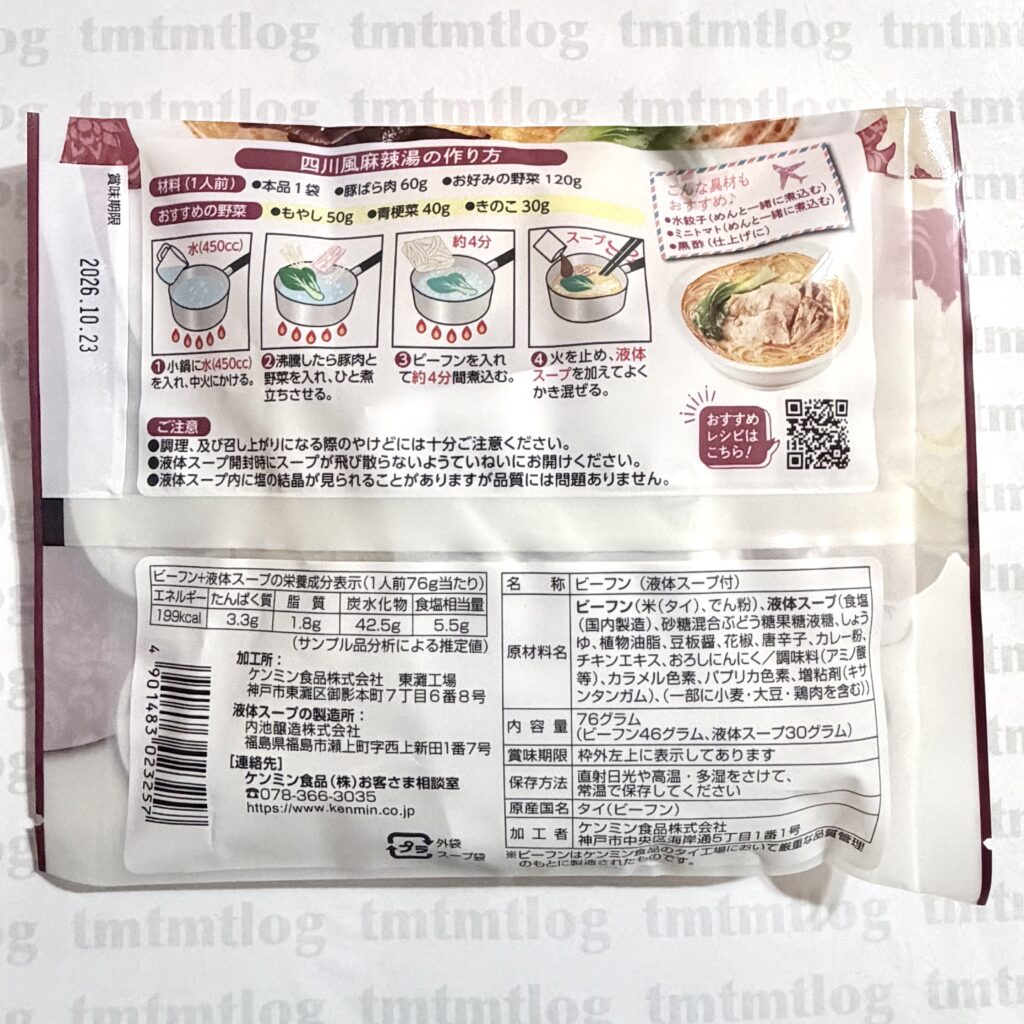 四川風麻辣湯の作り方
材料(1人前) ●本品1袋 ●豚ばら肉60g ●お好みの野菜120g
おすすめの野菜 ●もやし50g ●青梗菜40g ●きのこ30g
こんな具材も
おすすめ♪
●水餃子(めんと一緒に煮込む)
●ミニトマト(めんと一緒に煮込む)
●黒酢(仕上げに)
賞味期限
2026.10.23
水(450cc)
約4分
スープ
❶小鍋に水(450cc)
を入れ、中火にかける。
❷沸騰したら豚肉と
野菜を入れ、ひと煮
立ちさせる。
❸ビーフンを入れ
て約4分間煮込む。
❹火を止め、液体
スープを加えてよく
かき混ぜる。
おすすめ
レシピは
こちら!
ご注意
●調理、及び召し上がりになる際のやけどには十分ご注意ください。
●液体スープ開封時にスープが飛び散らないようていねいにお開けください。
●液体スープ内に塩の結晶が見られることがありますが品質には問題ありません。
ビーフン+液体スープの栄養成分表示(1人前76g当たり)
エネルギー たんぱく質 脂質 炭水化物 食塩相当量
199kcal 3.3g 1.8g 42.5g 5.5g
(サンプル品分析による推定値)
加工所:
ケンミン食品株式会社 東灘工場
神戸市東灘区御影本町7丁目6番8号
液体スープの製造所:
内池醸造株式会社
福島県福島市瀬上町字西上新田1番7号
[連絡先]
ケンミン食品(株)お客さま相談室
☎078-366-3035
https://www.kenmin.co.jp
4901483023257
タラ
外袋
スープ袋
名称 ビーフン(液体スープ付)
原材料名 ビーフン(米(タイ)、でん粉)、液体スープ(食塩
(国内製造)、砂糖混合ぶどう糖果糖液糖、しょう
ゆ、植物油脂、豆板醤、花椒、唐辛子、カレー粉、
チキンエキス、おろしにんにく/調味料(アミノ酸
等)、カラメル色素、パプリカ色素、増粘剤(キサ
ンタンガム)、(一部に小麦・大豆・鶏肉を含む))
内容量 76グラム
(ビーフン46グラム、液体スープ30グラム)
賞味期限 枠外左上に表示してあります
保存方法 直射日光や高温・多湿をさけて、
常温で保存してください
原産国名 タイ(ビーフン)
加工者 ケンミン食品株式会社
神戸市中央区海岸通5丁目1番1号
※ビーフンはケンミン食品のタイ工場において厳重な品質管理
のもとに製造されたものです。
tmtmtlog